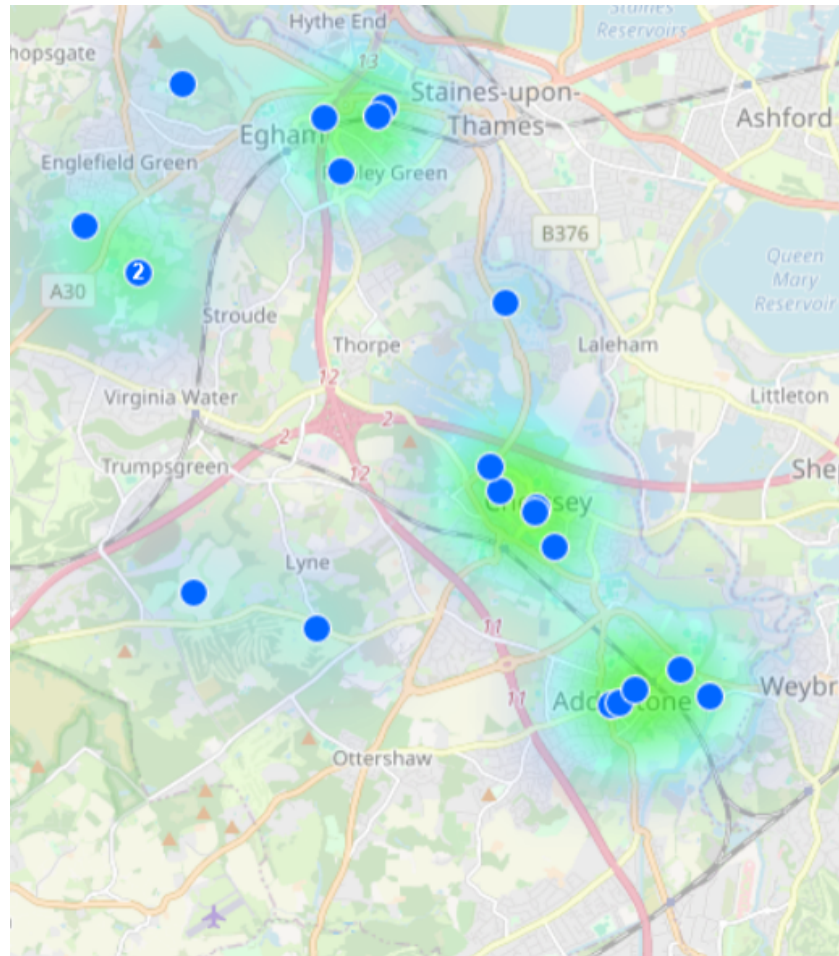 Hythe End
Staines
Reservoirs
hopsgate
13
Staines-upon-
Thames
Ashford
Egham
Englefield Green
ley Green
B376
Queen
Mary
Reservoir
2
A30
Stroude
Thorpe
Laleham
12
Virginia Water
Littleton
2
2
Trumpsgreen
12
She
sey
Lyne
11
11
Add
tone
Weybr
Ottershaw